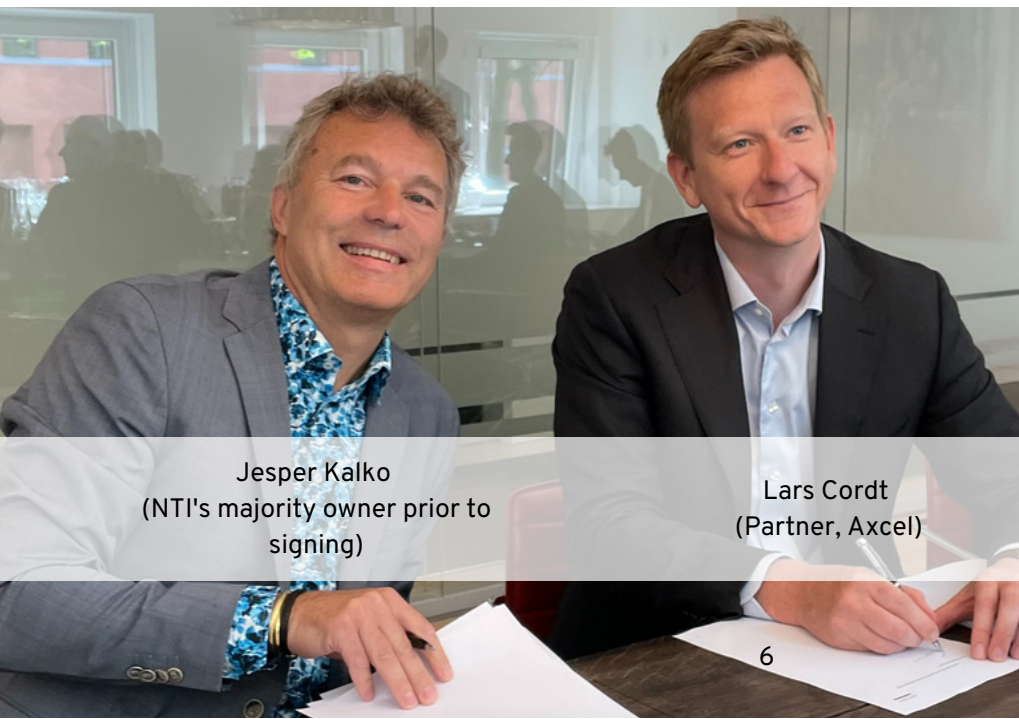 Jesper Kalko
(NTI's majority owner prior to
signing)
Lars Cordt
(Partner, Axcel)
6